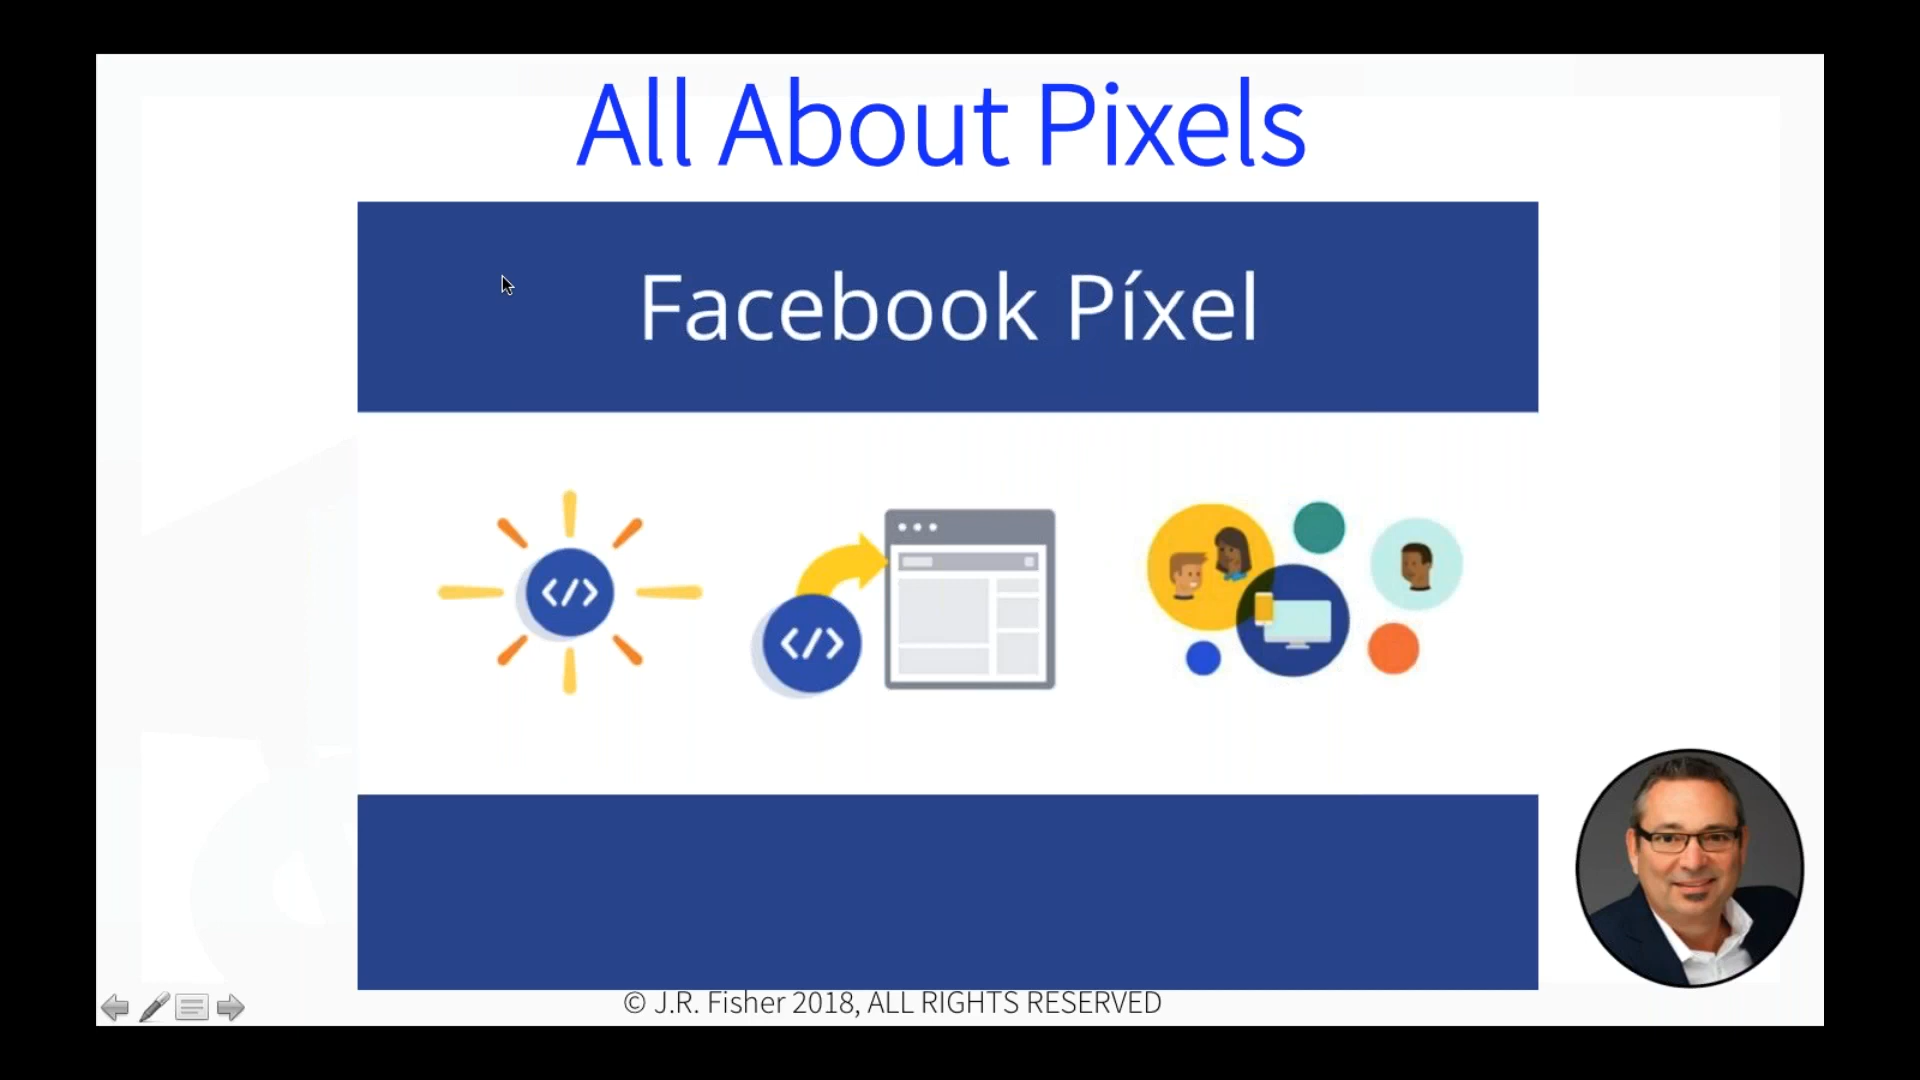 All About Pixels
Facebook Píxel
</>
</>
© J.R. Fisher 2018, ALL RIGHTS RESERVED